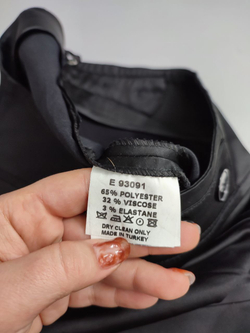 E 93091
65% POLYESTER
32 % VISCOSE
3 % ELASTANE
DRY CLEAN ONLY
MADE IN TURKEY